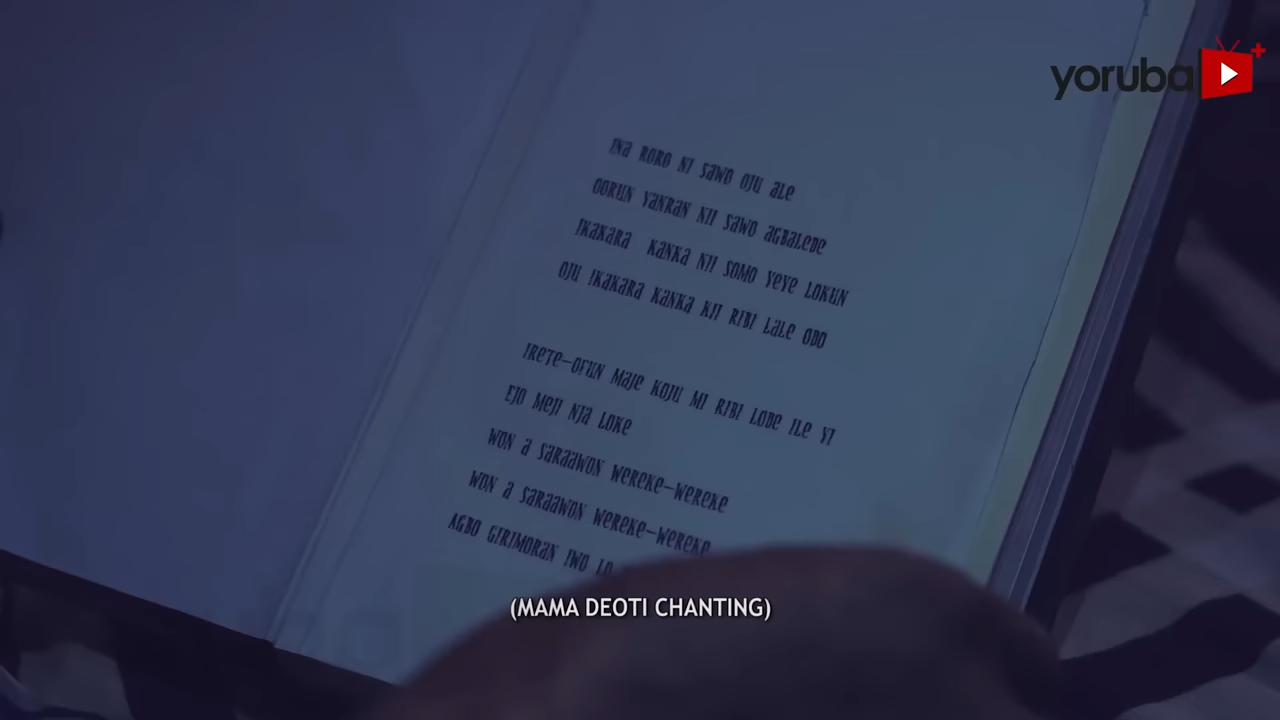 yoruba
INA RORO NI SAWO OJU ALE
OORUN YANRAN NII SAWO AGBALEDE
IKAKARA KANKA NII SOMO YEYE LOKUN
OJU IKAKARA KANKA KII RIBI LALE ODO
IRETE-OFUN MAJE KOJU MI RIBI LODE ILE YI
EJO MEJI NJA LOKE
WON A SARAAWON WEREKE-WEREKE
WON A SARAAWON WEREKE-WEREKE
AGBO GIRIMORAN IWO LO
(MAMA DEOTI CHANTING)